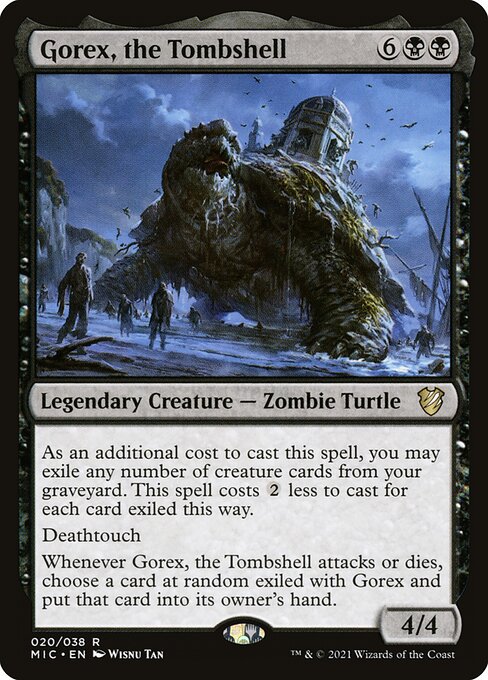 Gorex, the Tombshell 6
Legendary Creature — Zombie Turtle
As an additional cost to cast this spell, you may
exile any number of creature cards from your
graveyard. This spell costs 2 less to cast for
each card exiled this way.
Deathtouch
Whenever Gorex, the Tombshell attacks or dies,
choose a card at random exiled with Gorex and
put that card into its owner's hand.
4/4
020/038 R
MIC • EN Wisnu Tan ™ & © 2021 Wizards of the Coast